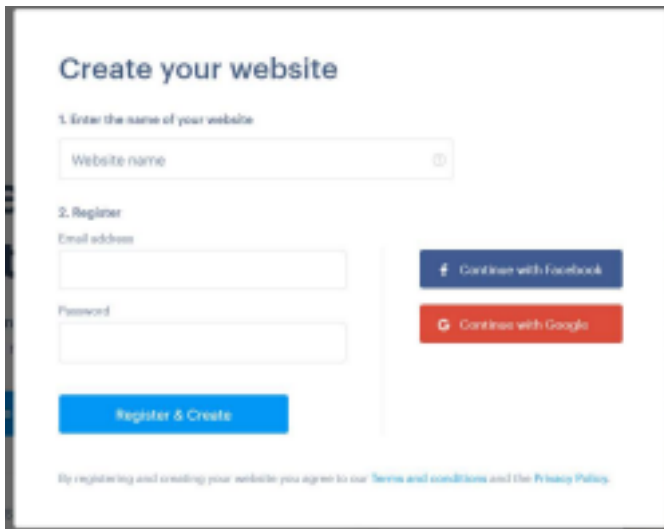 Create your website
1. Enter the name of your website
Website name
2. Register
Email address
Continue with Facebook
Password
G Continue with Google
Register & Create
By registering and creating your website you agree to our Terms and conditions and the Privacy Policy.